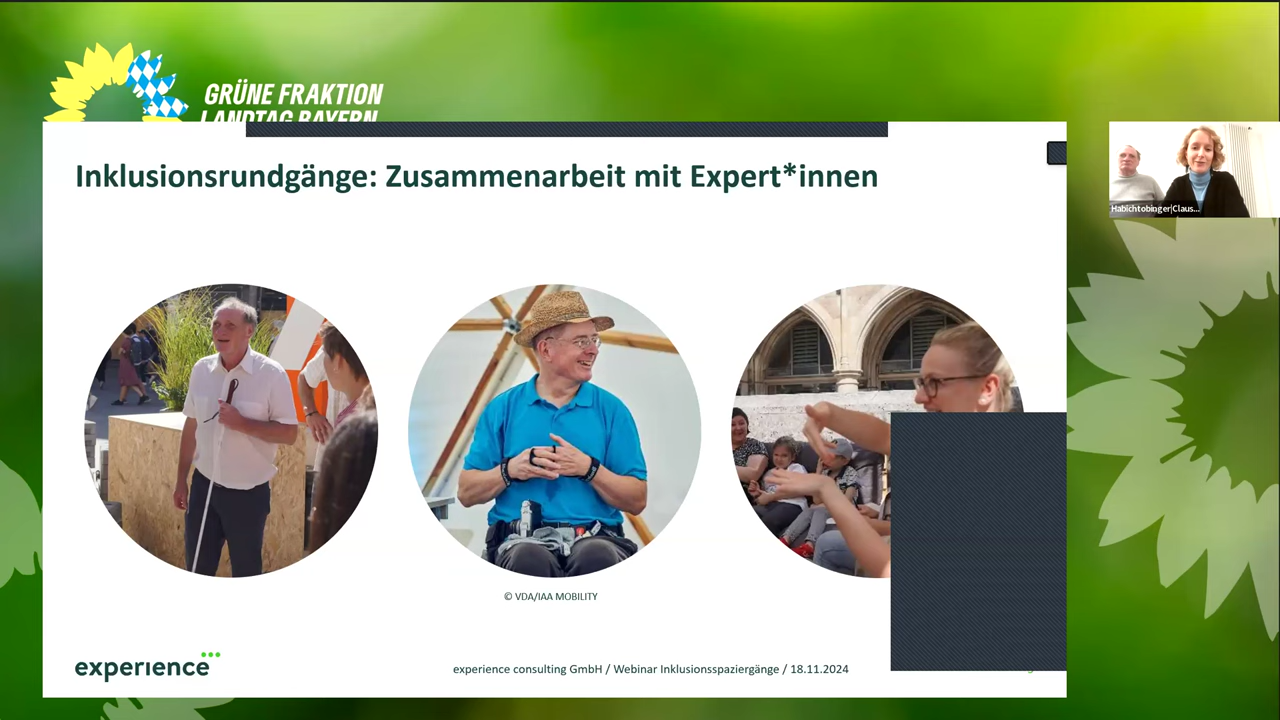 GRÜNE FRAKTION
LANDTAG BAYERN
Inklusionsrundgänge: Zusammenarbeit mit Expert*innen
Habichtobinger|Claus...
© VDA/IAA MOBILITY
experience
experience consulting GmbH / Webinar Inklusionsspaziergänge / 18.11.2024